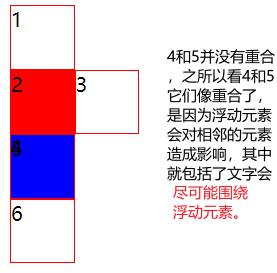 1
2
3
6
4和5并没有重合
，之所以看4和5
它们像重合了，
是因为浮动元素
会对相邻的元素
造成影响，其中
就包括了文字会
尽可能围绕
浮动元素。